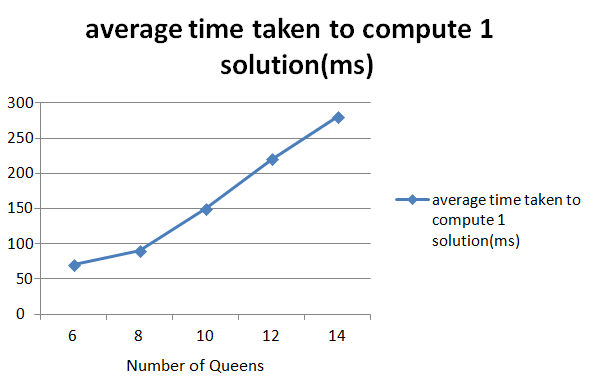 average time taken to compute 1
solution(ms)
300
250
200
150
100
50
0
6 8 10 12 14
Number of Queens
average time taken to
compute 1
solution(ms)